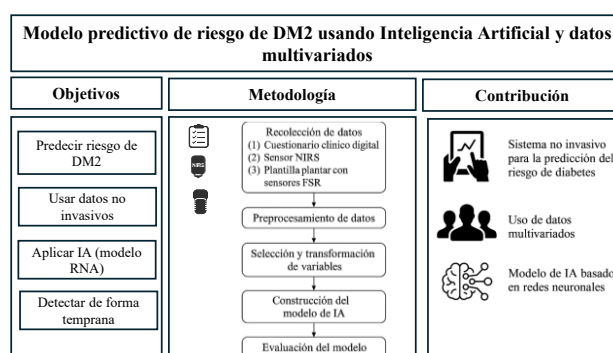 Modelo predictivo de riesgo de DM2 usando Inteligencia Artificial y datos
multivariados
Objetivos
Metodología
Contribución
Predecir riesgo de
DM2
Usar datos no
invasivos
Aplicar IA (modelo
RNA)
Detectar de forma
temprana
NIRS
Recolección de datos
(1) Cuestionario clínico digital
(2) Sensor NIRS
(3) Plantilla plantar con
sensores FSR
Preprocesamiento de datos
Selección y transformación
de variables
Construcción del
modelo de IA
Evaluación del modelo
Sistema no invasivo
para la predicción del
riesgo de diabetes
Uso de datos
multivariados
Modelo de IA basado
en redes neuronales